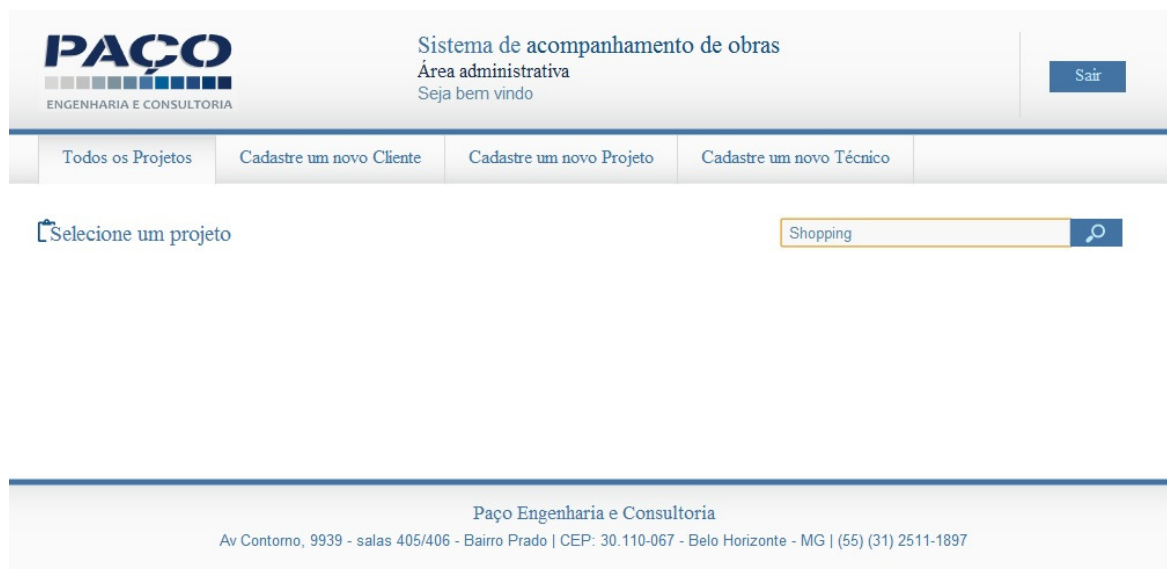 PAÇO
ENGENHARIA E CONSULTORIA
Sistema de acompanhamento de obras
Área administrativa
Seja bem vindo
Sair
Todos os Projetos
Cadastre um novo Cliente
Cadastre um novo Projeto
Cadastre um novo Técnico
Selecione um projeto
Shopping
Paço Engenharia e Consultoria
Av Contorno, 9939 - salas 405/406 - Bairro Prado | CEP: 30.110-067 - Belo Horizonte - MG | (55) (31) 2511-1897